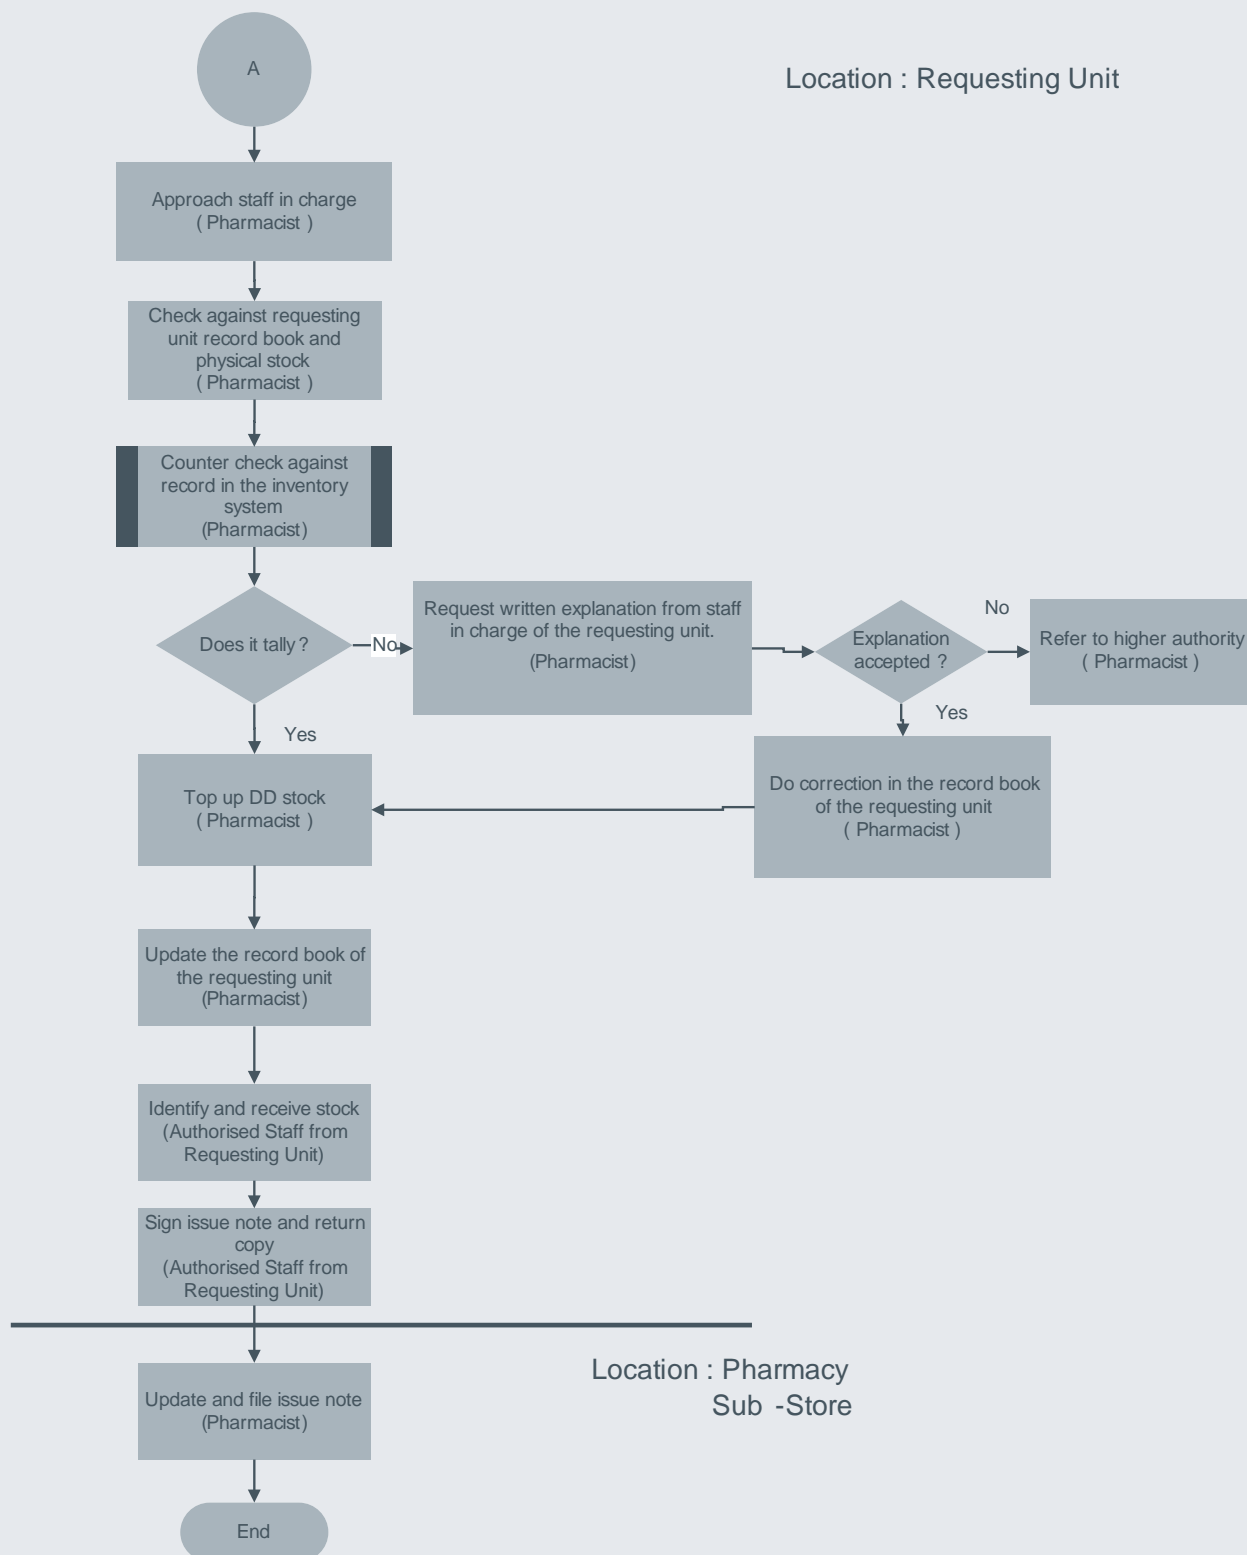 A
Location : Requesting Unit
Approach staff in charge
( Pharmacist )
Check against requesting
unit record book and
physical stock
( Pharmacist )
Counter check against
record in the inventory
system
(Pharmacist)
Does it tally ?
No
Request written explanation from staff
in charge of the requesting unit.
(Pharmacist)
Explanation
accepted ?
No
Refer to higher authority
( Pharmacist )
Yes
Yes
Do correction in the record book
of the requesting unit
( Pharmacist )
Top up DD stock
( Pharmacist )
Update the record book of
the requesting unit
(Pharmacist)
Identify and receive stock
(Authorised Staff from
Requesting Unit)
Sign issue note and return
copy
(Authorised Staff from
Requesting Unit)
Location : Pharmacy
Sub -Store
Update and file issue note
(Pharmacist)
End